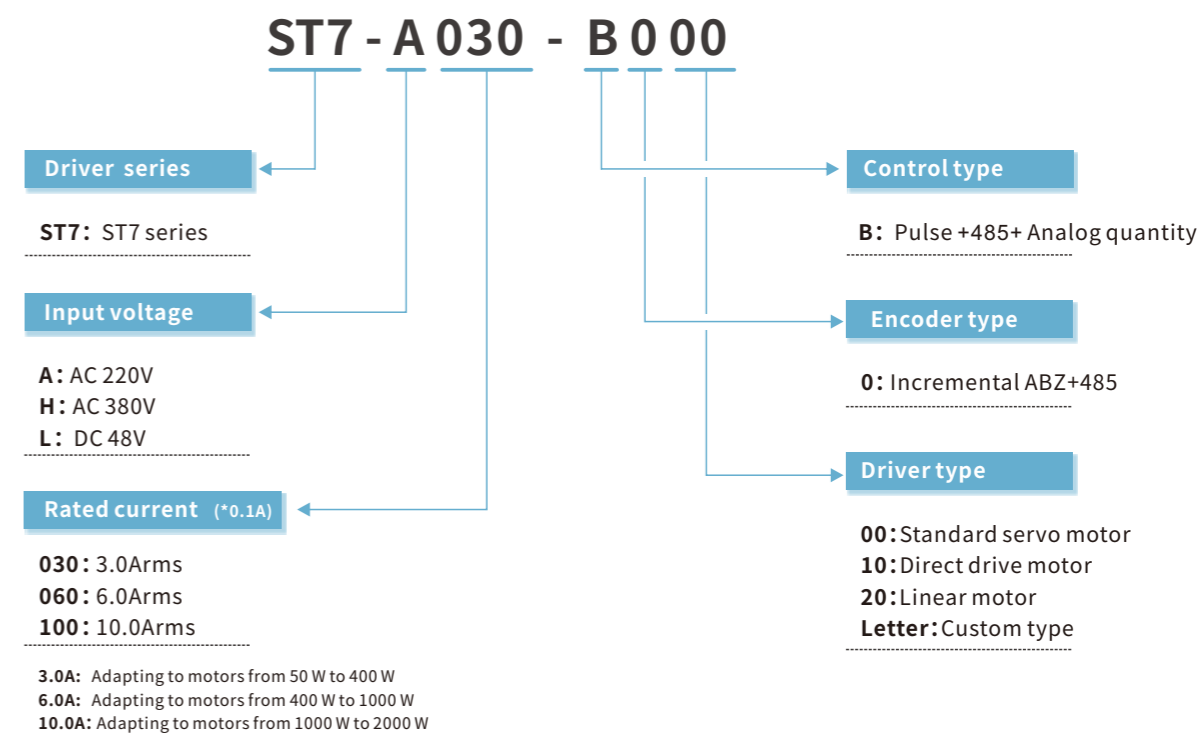 ST7 - A 030 - B 0 00
Driver series
ST7: ST7 series
Input voltage
A: AC 220V
H: AC 380V
L: DC 48V
Rated current (*0.1A)
030: 3.0Arms
060: 6.0Arms
100: 10.0Arms
3.0A: Adapting to motors from 50 W to 400 W
6.0A: Adapting to motors from 400 W to 1000 W
10.0A: Adapting to motors from 1000 W to 2000 W
Control type
B: Pulse +485+ Analog quantity
Encoder type
0: Incremental ABZ+485
Driver type
00: Standard servo motor
10: Direct drive motor
20: Linear motor
Letter: Custom type